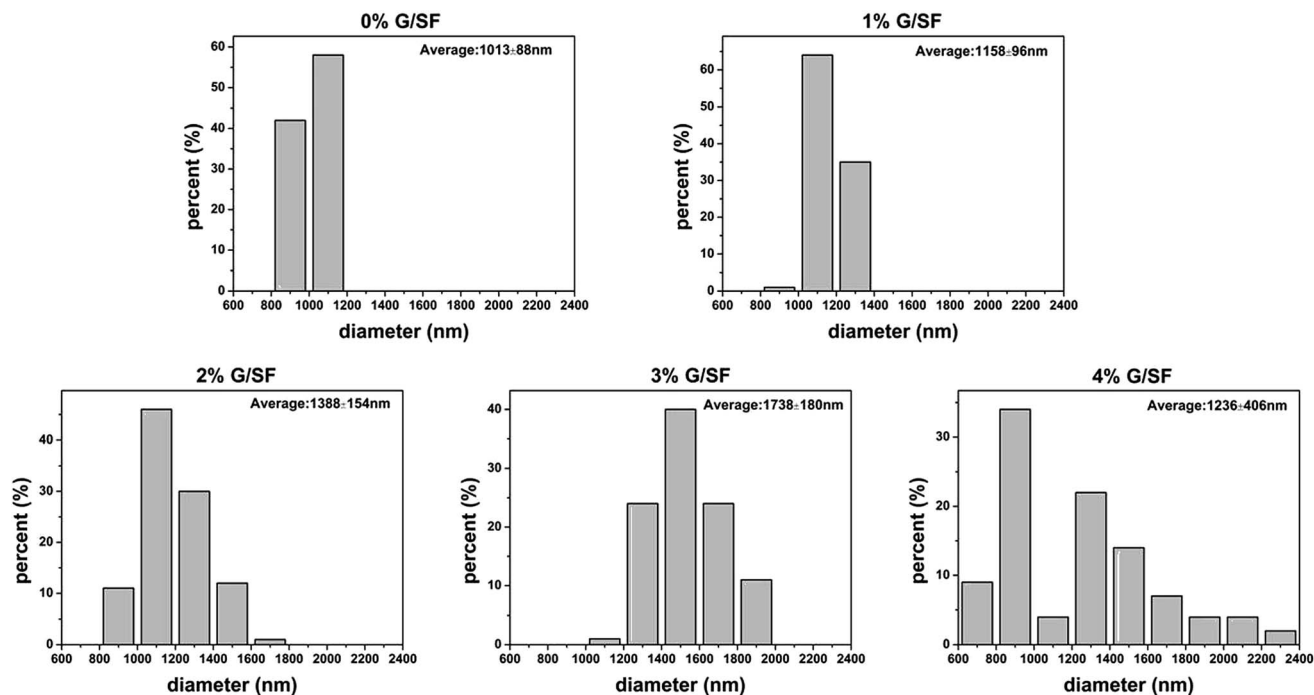 0% G/SF
Average:1013±88nm
percent (%)
60
50
40
30
20
10
0
600 800 1000 1200 1400 1600 1800 2000 2200 2400
diameter (nm)
1% G/SF
Average:1158±96nm
percent (%)
60
50
40
30
20
10
0
600 800 1000 1200 1400 1600 1800 2000 2200 2400
diameter (nm)
2% G/SF
Average:1388±154nm
percent (%)
40
30
20
10
0
600 800 1000 1200 1400 1600 1800 2000 2200 2400
diameter (nm)
3% G/SF
Average:1738±180nm
percent (%)
40
30
20
10
0
600 800 1000 1200 1400 1600 1800 2000 2200 2400
diameter (nm)
4% G/SF
Average:1236±406nm
percent (%)
30
20
10
0
600 800 1000 1200 1400 1600 1800 2000 2200 2400
diameter (nm)